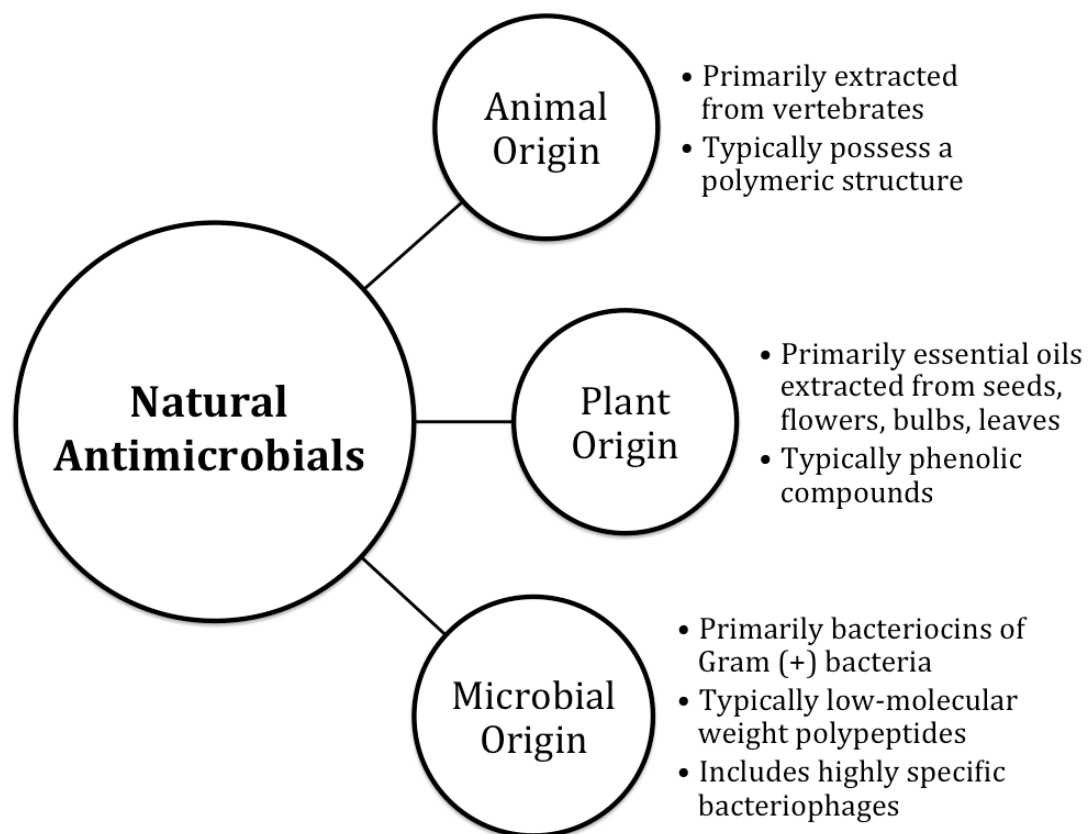 Animal
Origin
• Primarily extracted
from vertebrates
• Typically possess a
polymeric structure
Natural
Antimicrobials
Plant
Origin
• Primarily essential oils
extracted from seeds,
flowers, bulbs, leaves
• Typically phenolic
compounds
Microbial
Origin
• Primarily bacteriocins of
Gram (+) bacteria
• Typically low-molecular
weight polypeptides
• Includes highly specific
bacteriophages